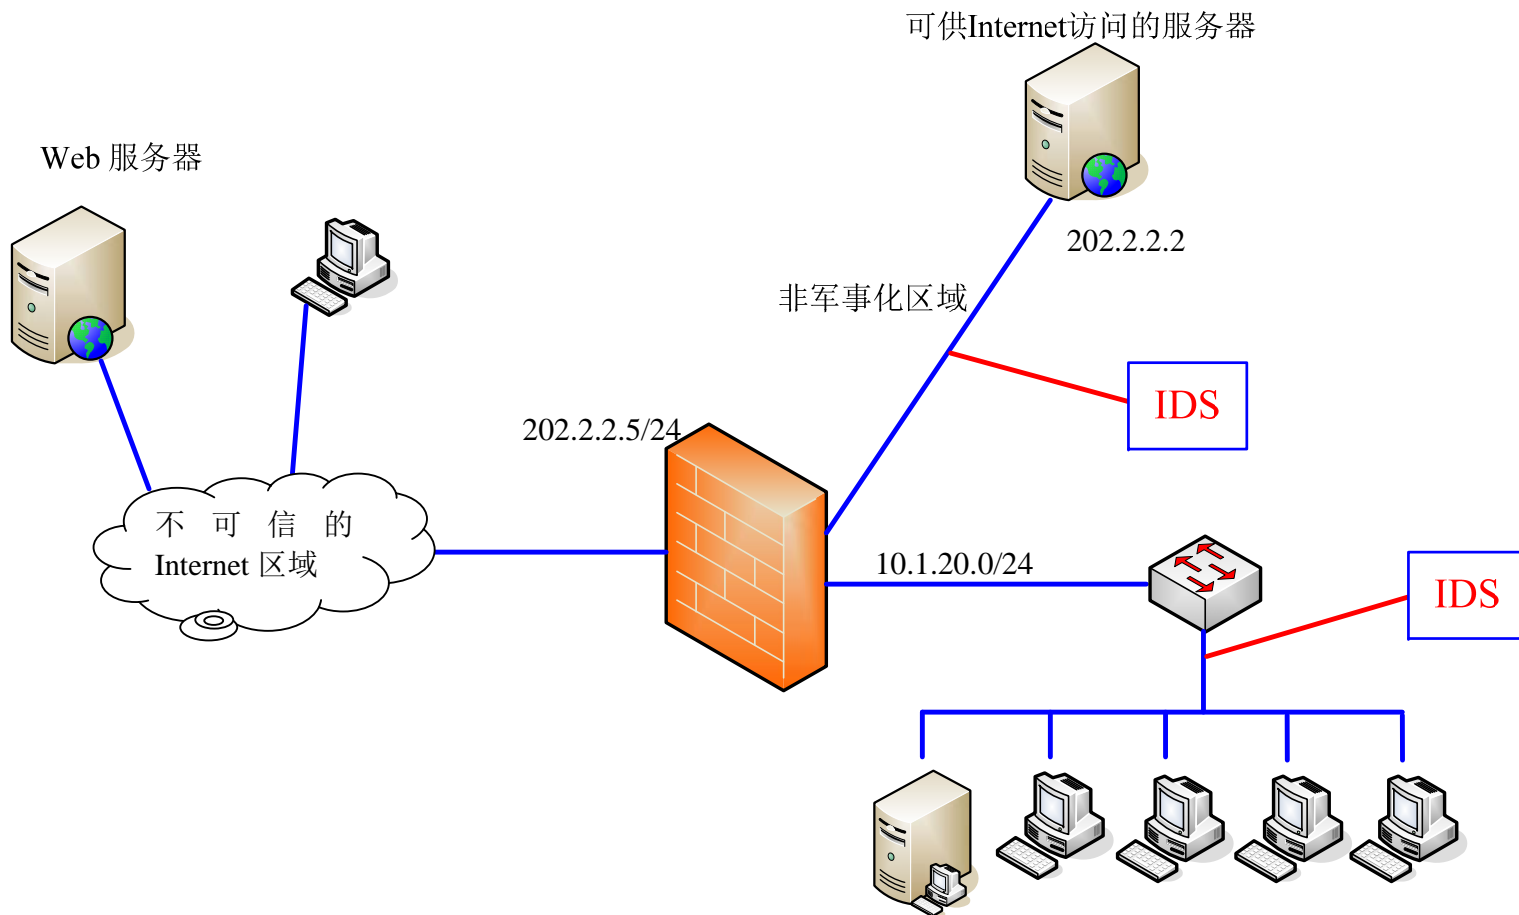 可供Internet访问的服务器
Web 服务器
202.2.2.2
非军事化区域
IDS
202.2.2.5/24
不 可 信 的
Internet 区域
10.1.20.0/24
IDS